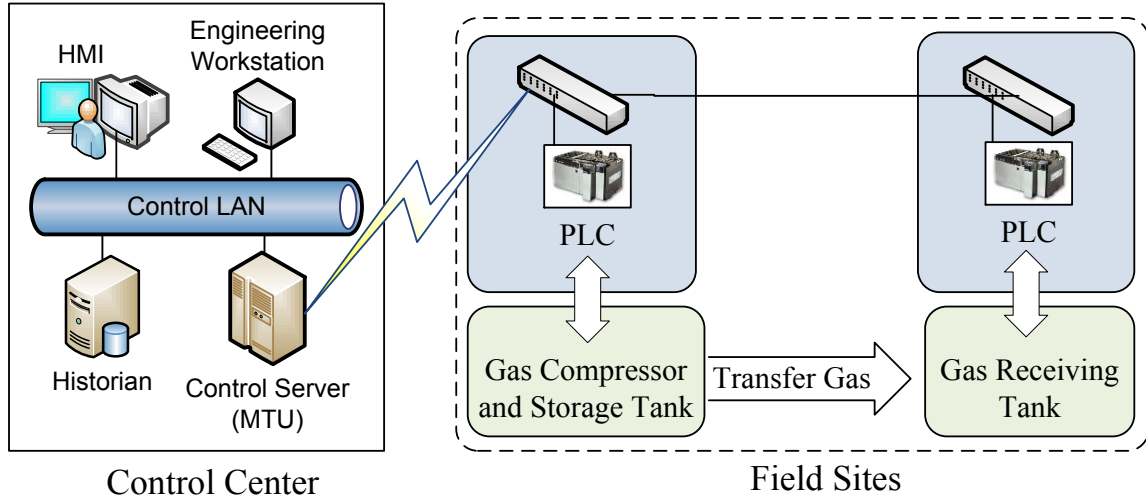 HMI
Engineering
Workstation
Control LAN
Historian
Control Server
(MTU)
Control Center
PLC
PLC
Gas Compressor
and Storage Tank
Transfer Gas
Gas Receiving
Tank
Field Sites